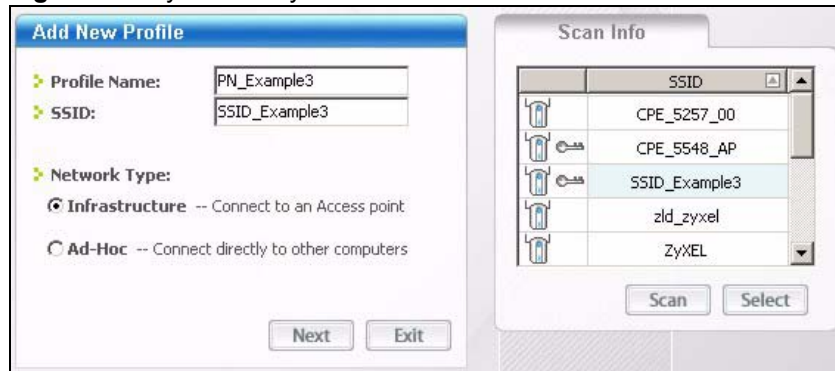 Add New Profile
Profile Name: PN_Example3
SSID: SSID_Example3
Network Type:
Infrastructure -- Connect to an Access point
Ad-Hoc -- Connect directly to other computers
Next Exit
Scan Info
SSID
CPE_5257_00
CPE_5548_AP
SSID_Example3
zld_zyxel
ZyXEL
Scan Select